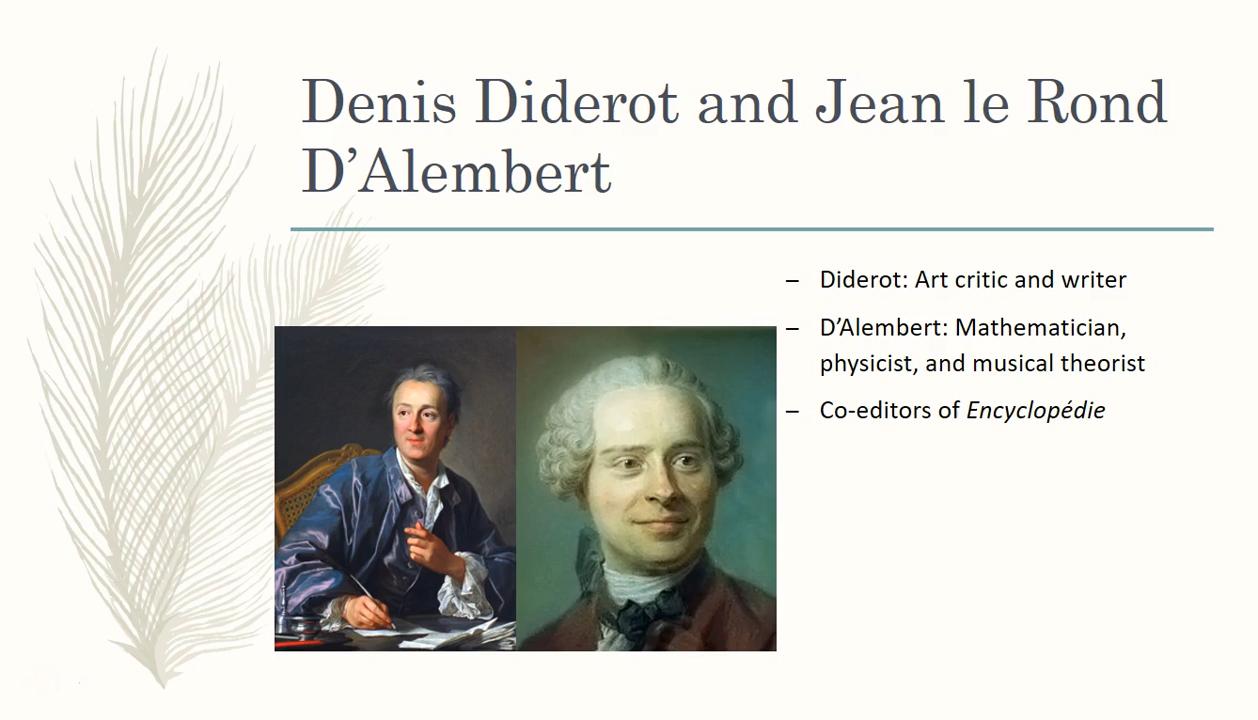 Denis Diderot and Jean le Rond
D’Alembert
– Diderot: Art critic and writer
– D’Alembert: Mathematician,
physicist, and musical theorist
– Co-editors of Encyclopédie